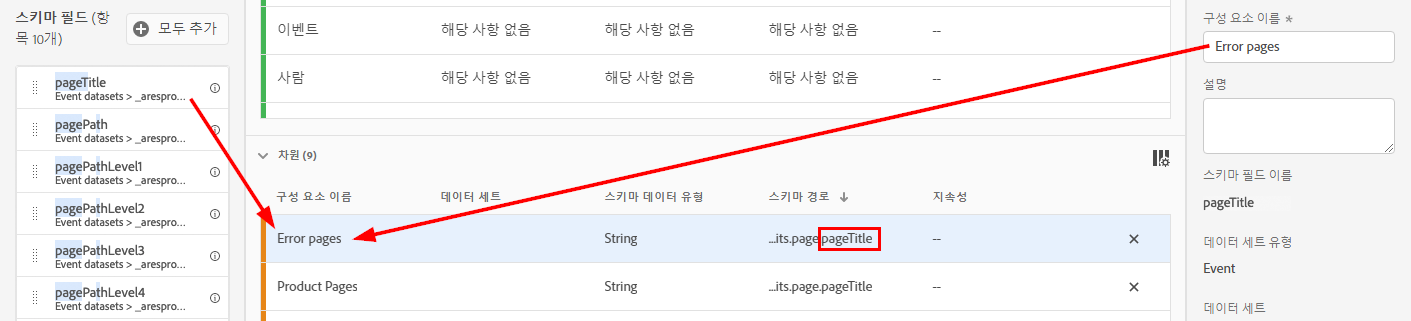 스키마 필드 (항
목 10개)
모두 추가
pageTitle
Event datasets > _arespro...
pagePath
Event datasets > _arespro...
pagePathLevel1
Event datasets > _arespro...
pagePathLevel2
Event datasets > _arespro...
pagePathLevel3
Event datasets > _arespro...
pagePathLevel4
Event datasets > _arespro...
이벤트 해당 사항 없음 해당 사항 없음 해당 사항 없음 --
사람 해당 사항 없음 해당 사항 없음 해당 사항 없음 --
차원 (9)
구성 요소 이름 데이터 세트 스키마 데이터 유형 스키마 경로 지속성
Error pages String ...its.page.pageTitle --
Product Pages String ...its.page.pageTitle --
구성 요소 이름 *
Error pages
설명
스키마 필드 이름
pageTitle
데이터 세트 유형
Event
데이터 세트